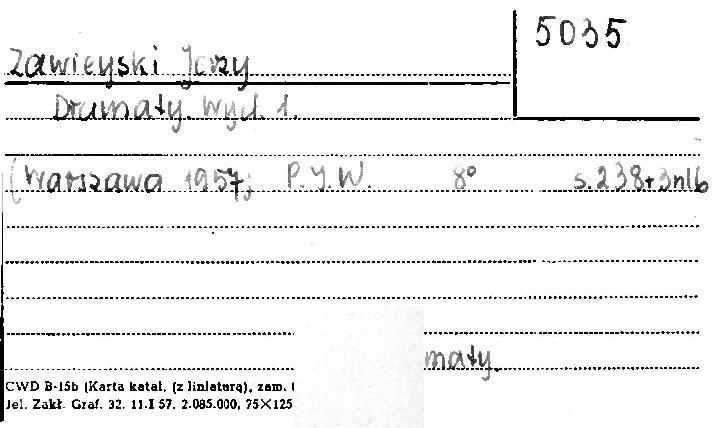 5035
Zawieyski Jerzy
Dramaty. Wyd. 1.
(Warszawa 1957; P.I.W. 8° s.238+3nlb
maty.
CWD B-15b (Karta katal. (z liniaturą), zam.
Jel. Zakł. Graf. 32. 11.I 57. 2.085.000, 75×125